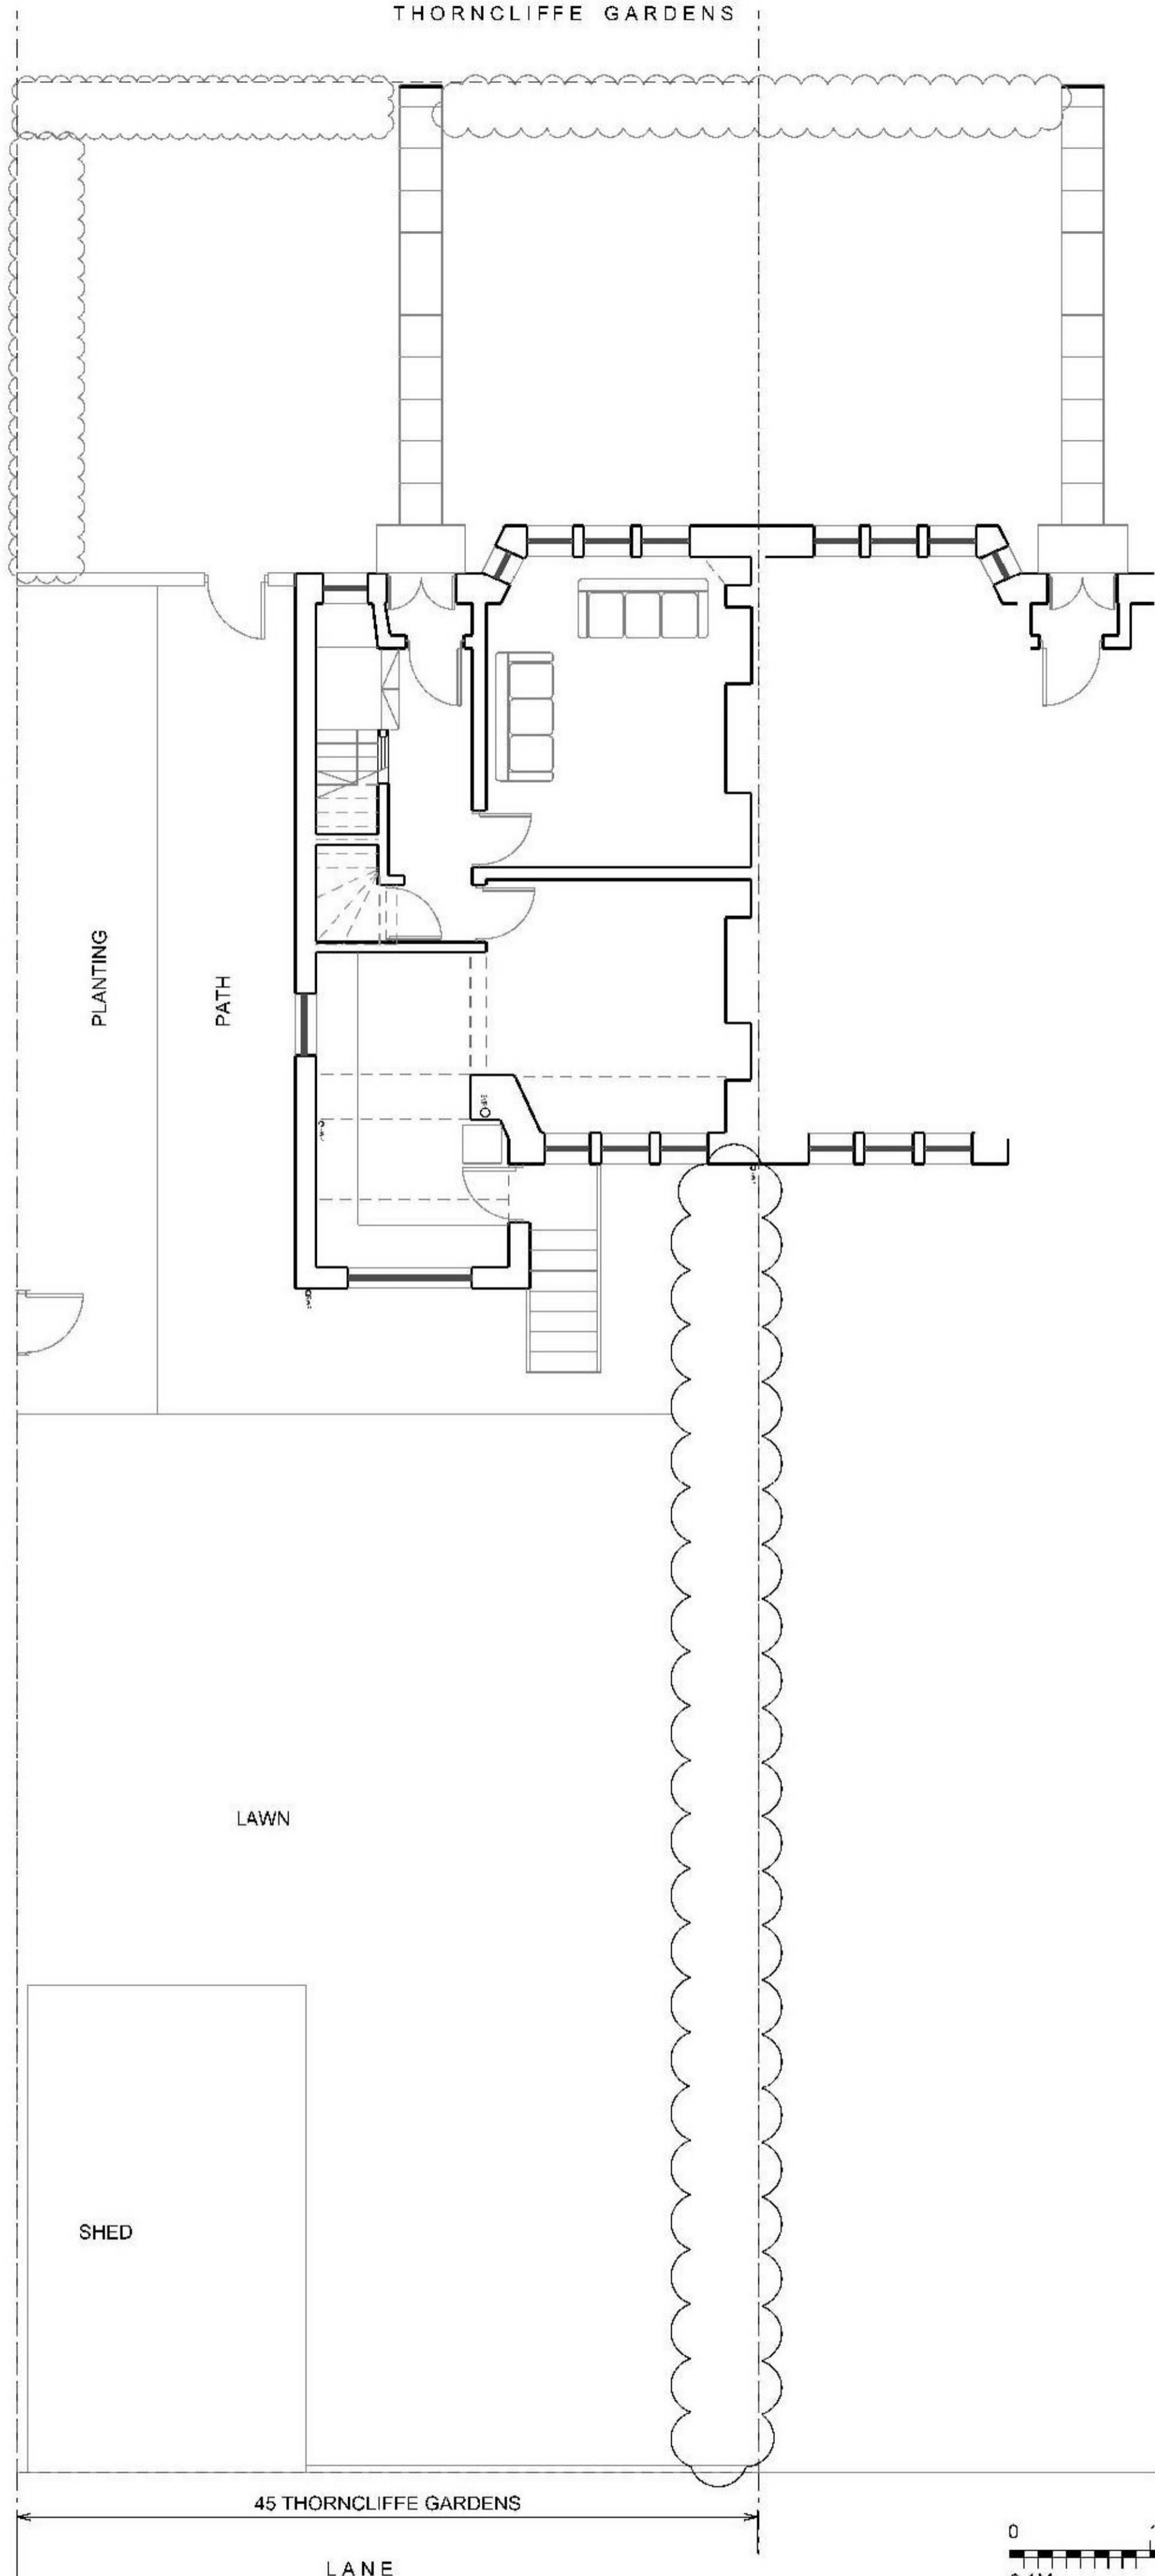 THORNCLIFFE GARDENS
PLANTING
PATH
LAWN
SHED
45 THORNCLIFFE GARDENS
LANE
0